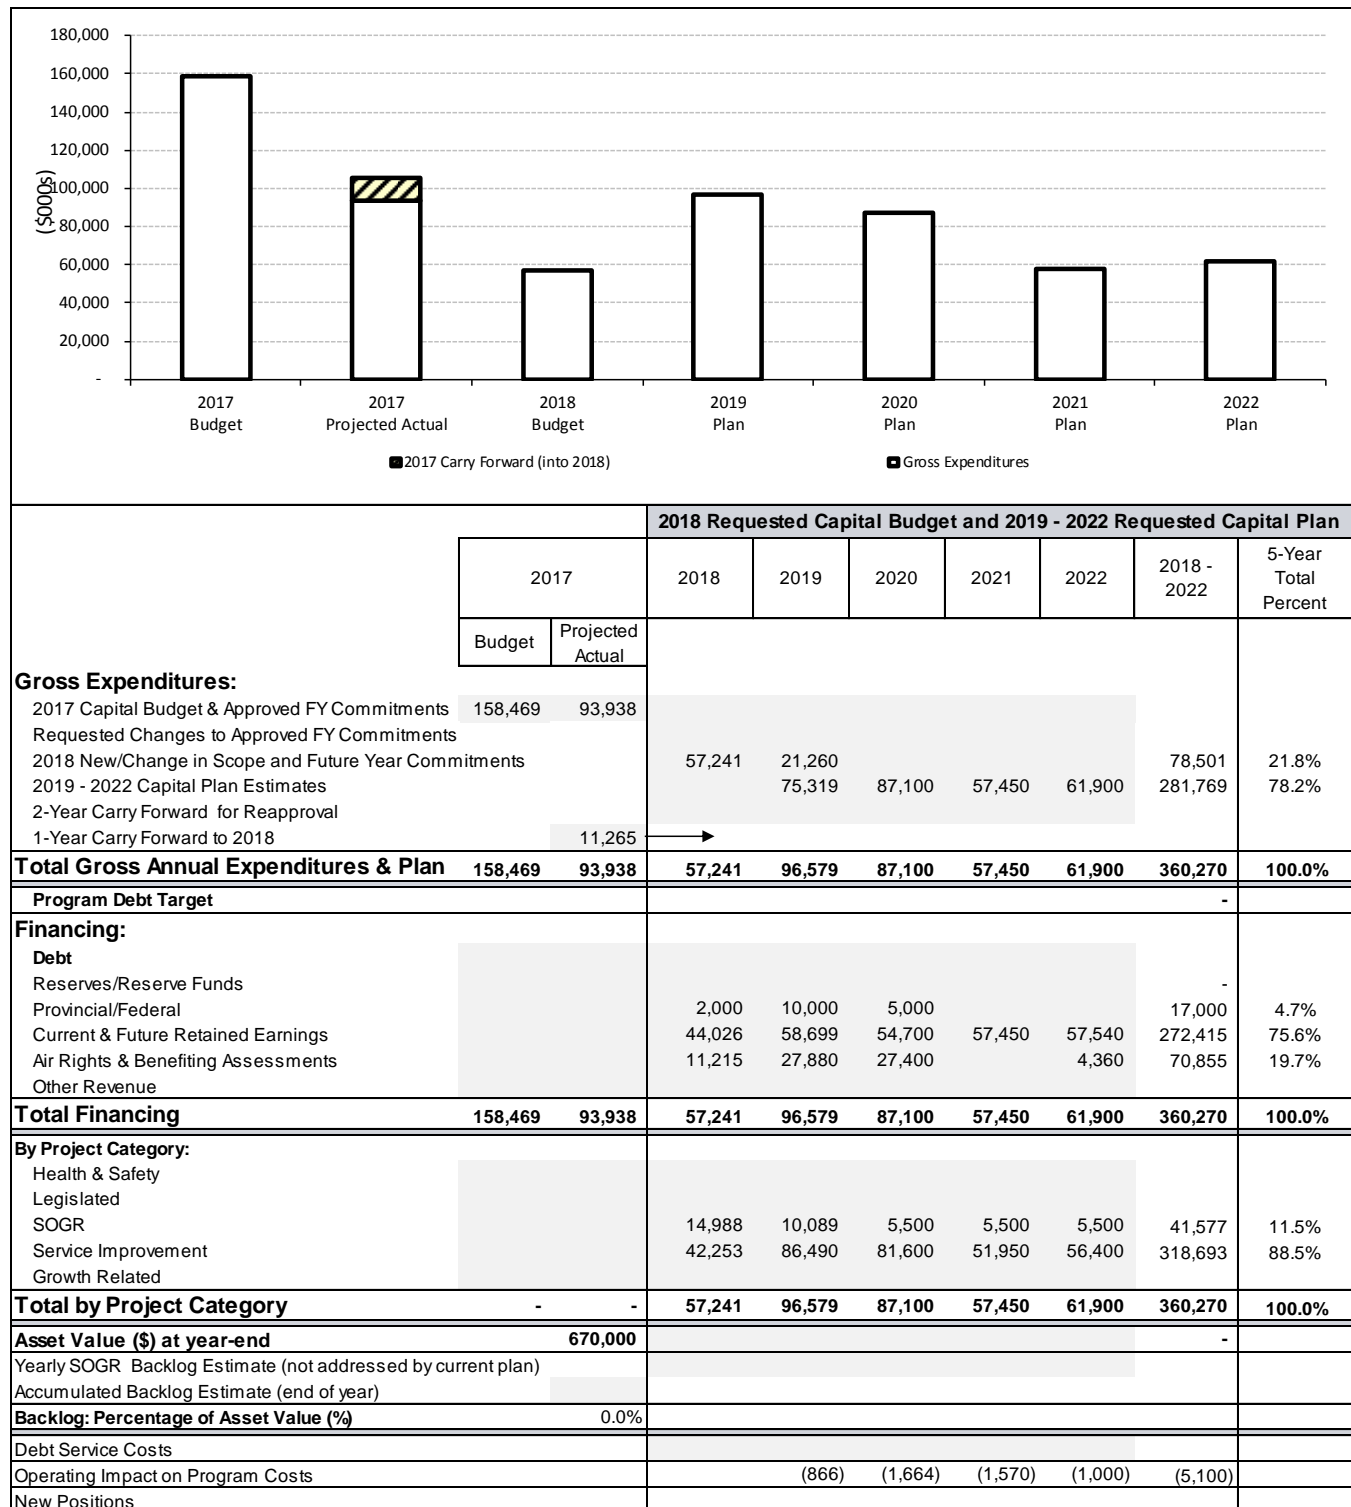 180,000
160,000
140,000
120,000
100,000
80,000
60,000
40,000
20,000
-
($000s)
2017 Budget
2017 Projected Actual
2018 Budget
2019 Plan
2020 Plan
2021 Plan
2022 Plan
2017 Carry Forward (into 2018)
Gross Expenditures
2018 Requested Capital Budget and 2019 - 2022 Requested Capital Plan
2017 2018 2019 2020 2021 2022 2018 - 2022 5-Year Total Percent
Budget Projected Actual
Gross Expenditures:
2017 Capital Budget & Approved FY Commitments 158,469 93,938
Requested Changes to Approved FY Commitments
2018 New/Change in Scope and Future Year Commitments 57,241 21,260 78,501 21.8%
2019 - 2022 Capital Plan Estimates 75,319 87,100 57,450 61,900 281,769 78.2%
2-Year Carry Forward for Reapproval
1-Year Carry Forward to 2018 11,265
Total Gross Annual Expenditures & Plan 158,469 93,938 57,241 96,579 87,100 57,450 61,900 360,270 100.0%
Program Debt Target -
Financing:
Debt
Reserves/Reserve Funds -
Provincial/Federal 2,000 10,000 5,000 17,000 4.7%
Current & Future Retained Earnings 44,026 58,699 54,700 57,450 57,540 272,415 75.6%
Air Rights & Benefiting Assessments 11,215 27,880 27,400 4,360 70,855 19.7%
Other Revenue
Total Financing 158,469 93,938 57,241 96,579 87,100 57,450 61,900 360,270 100.0%
By Project Category:
Health & Safety
Legislated
SOGR 14,988 10,089 5,500 5,500 5,500 41,577 11.5%
Service Improvement 42,253 86,490 81,600 51,950 56,400 318,693 88.5%
Growth Related
Total by Project Category - - 57,241 96,579 87,100 57,450 61,900 360,270 100.0%
Asset Value ($) at year-end 670,000 -
Yearly SOGR Backlog Estimate (not addressed by current plan)
Accumulated Backlog Estimate (end of year)
Backlog: Percentage of Asset Value (%) 0.0%
Debt Service Costs
Operating Impact on Program Costs (866) (1,664) (1,570) (1,000) (5,100)
New Positions